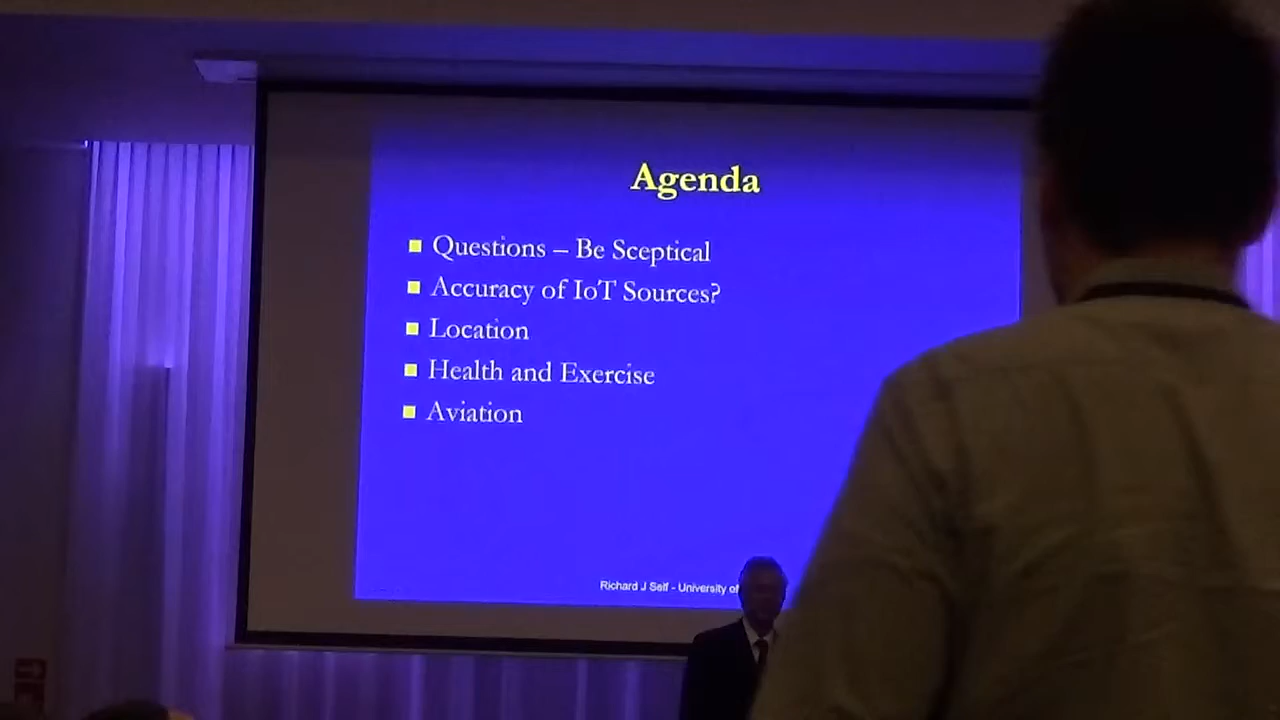 Agenda
Questions – Be Sceptical
Accuracy of IoT Sources?
Location
Health and Exercise
Aviation
Richard J Self - University of